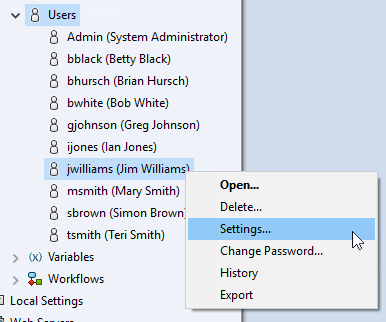 Users
Admin (System Administrator)
bblack (Betty Black)
bhursch (Brian Hursch)
bwhite (Bob White)
gjohnson (Greg Johnson)
ijones (Ian Jones)
jwilliams (Jim Williams)
msmith (Mary Smith)
sbrown (Simon Brown)
tsmith (Teri Smith)
(x) Variables
Workflows
Local Settings
Web Servers
Open...
Delete...
Settings...
Change Password...
History
Export